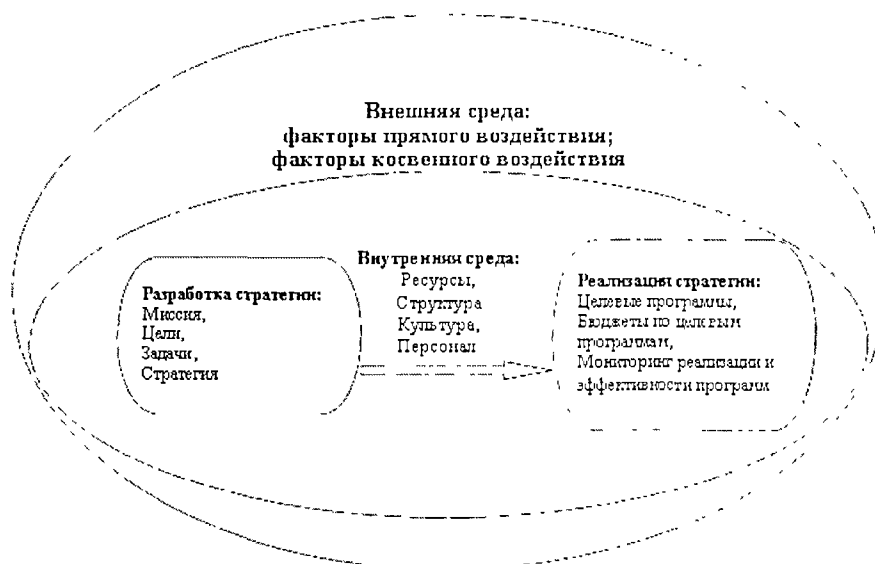 Внешняя среда:
факторы прямого воздействия;
факторы косвенного воздействия
Разработка стратегии:
Миссия,
Цели,
Задачи,
Стратегия
Внутренняя среда:
Ресурсы,
Структура
Культура,
Персонал
Реализация стратегии:
Целевые программы,
Бюджеты по целевым
программам,
Мониторинг реализации и
эффективности программ